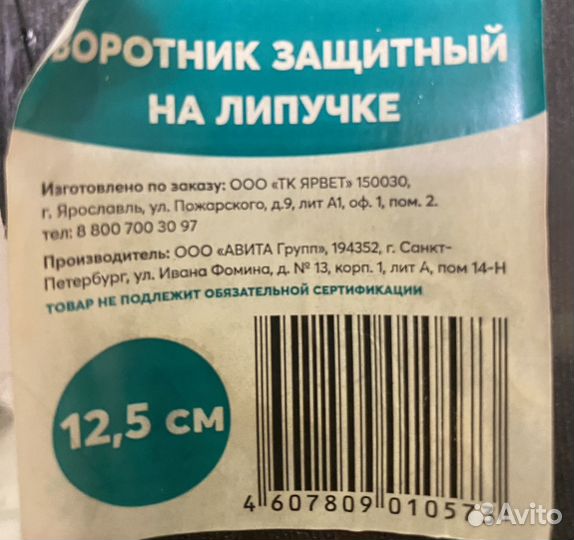 ВОРОТНИК ЗАЩИТНЫЙ
НА ЛИПУЧКЕ
Изготовлено по заказу: ООО «ТК ЯРВЕТ» 150030,
г. Ярославль, ул. Пожарского, д.9, лит А1, оф. 1, пом. 2.
тел: 8 800 700 30 97
Производитель: ООО «АВИТА Групп», 194352, г. Санкт-
Петербург, ул. Ивана Фомина, д. № 13, корп. 1, лит А, пом 14-Н
ТОВАР НЕ ПОДЛЕЖИТ ОБЯЗАТЕЛЬНОЙ СЕРТИФИКАЦИИ
12,5 см
4 607809
Avito